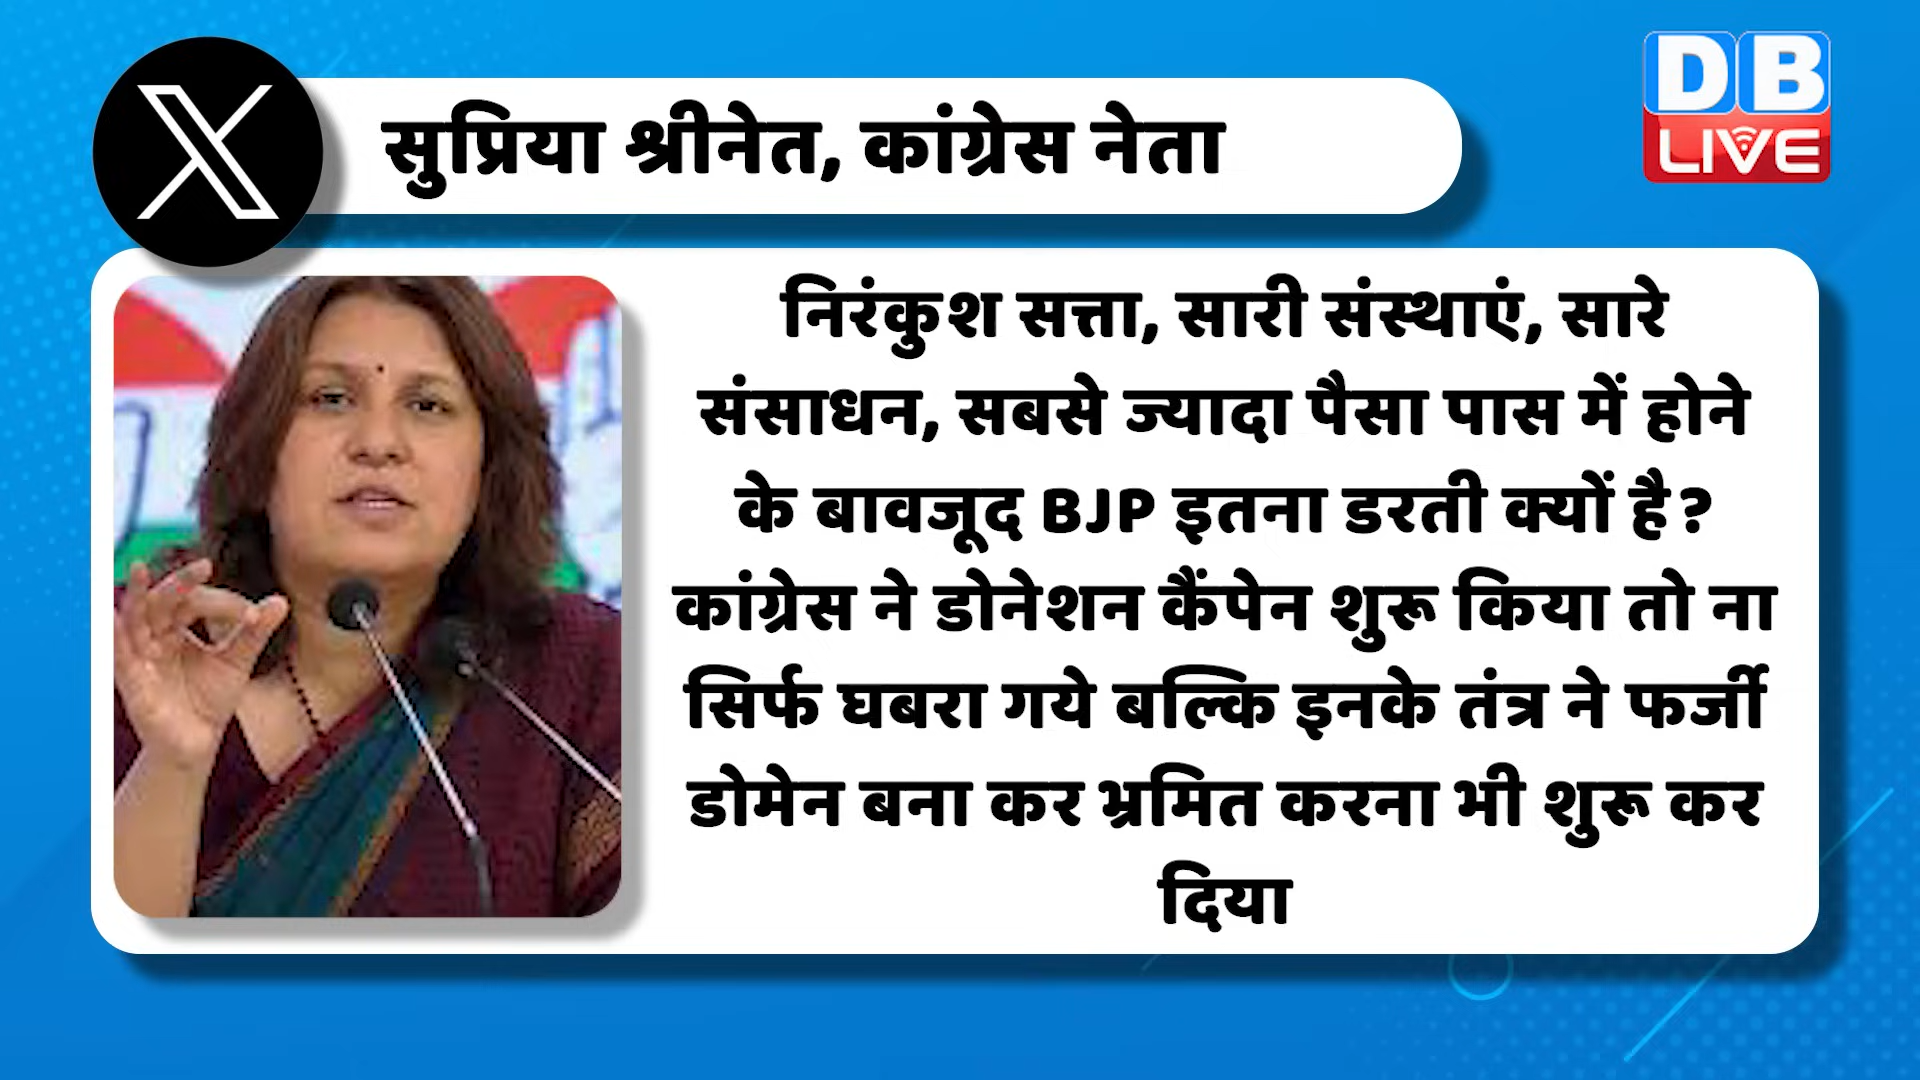 सुप्रिया श्रीनेत, कांग्रेस नेता
DB
LIVE
निरंकुश सत्ता, सारी संस्थाएं, सारे
संसाधन, सबसे ज्यादा पैसा पास में होने
के बावजूद BJP इतना डरती क्यों है?
कांग्रेस ने डोनेशन कैंपेन शुरू किया तो ना
सिर्फ घबरा गये बल्कि इनके तंत्र ने फर्जी
डोमेन बना कर भ्रमित करना भी शुरू कर
दिया